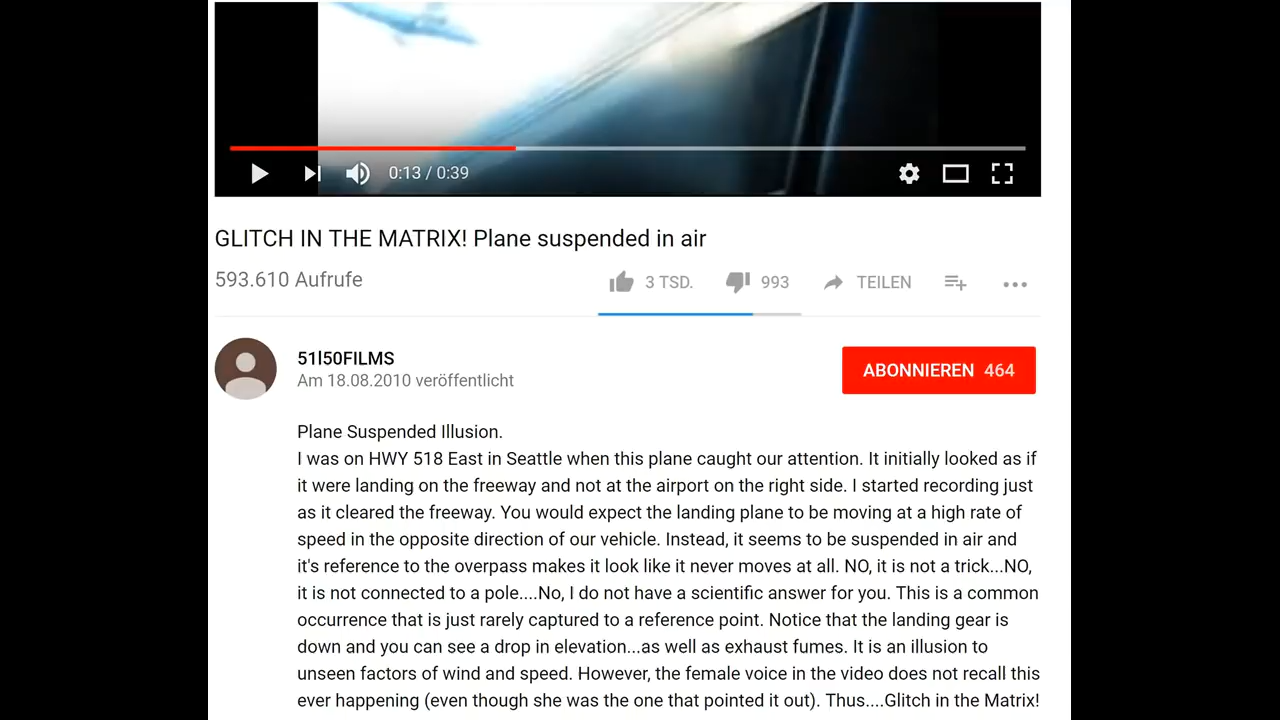 0:13 / 0:39
GLITCH IN THE MATRIX! Plane suspended in air
593.610 Aufrufe
3 TSD.
993
TEILEN
51l50FILMS
Am 18.08.2010 veröffentlicht
ABONNIEREN 464
Plane Suspended Illusion.
I was on HWY 518 East in Seattle when this plane caught our attention. It initially looked as if
it were landing on the freeway and not at the airport on the right side. I started recording just
as it cleared the freeway. You would expect the landing plane to be moving at a high rate of
speed in the opposite direction of our vehicle. Instead, it seems to be suspended in air and
it's reference to the overpass makes it look like it never moves at all. NO, it is not a trick...NO,
it is not connected to a pole....No, I do not have a scientific answer for you. This is a common
occurrence that is just rarely captured to a reference point. Notice that the landing gear is
down and you can see a drop in elevation...as well as exhaust fumes. It is an illusion to
unseen factors of wind and speed. However, the female voice in the video does not recall this
ever happening (even though she was the one that pointed it out). Thus....Glitch in the Matrix!